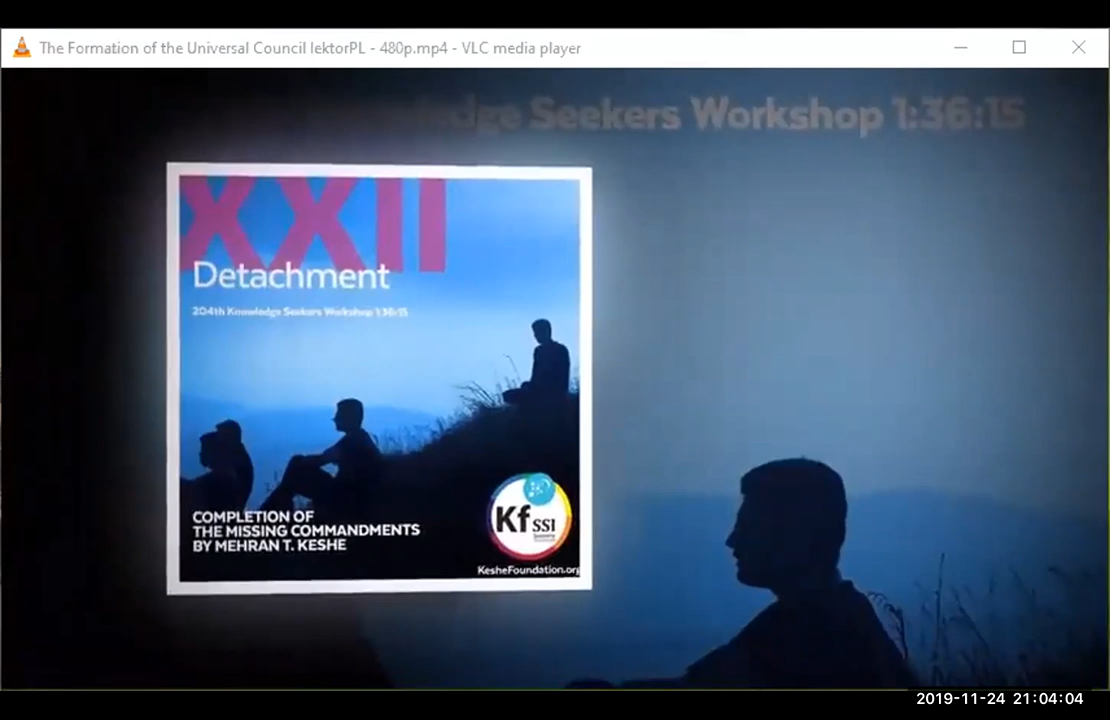 The Formation of the Universal Council lektorPL - 480p.mp4 - VLC media player
Seekers Workshop 1:36:15
XXII
Detachment
204th Knowledge Seekers Workshop 1:36:15
COMPLETION OF
THE MISSING COMMANDMENTS
BY MEHRAN T. KESHE
Kf SSI
KesheFoundation.org
2019-11-24 21:04:04